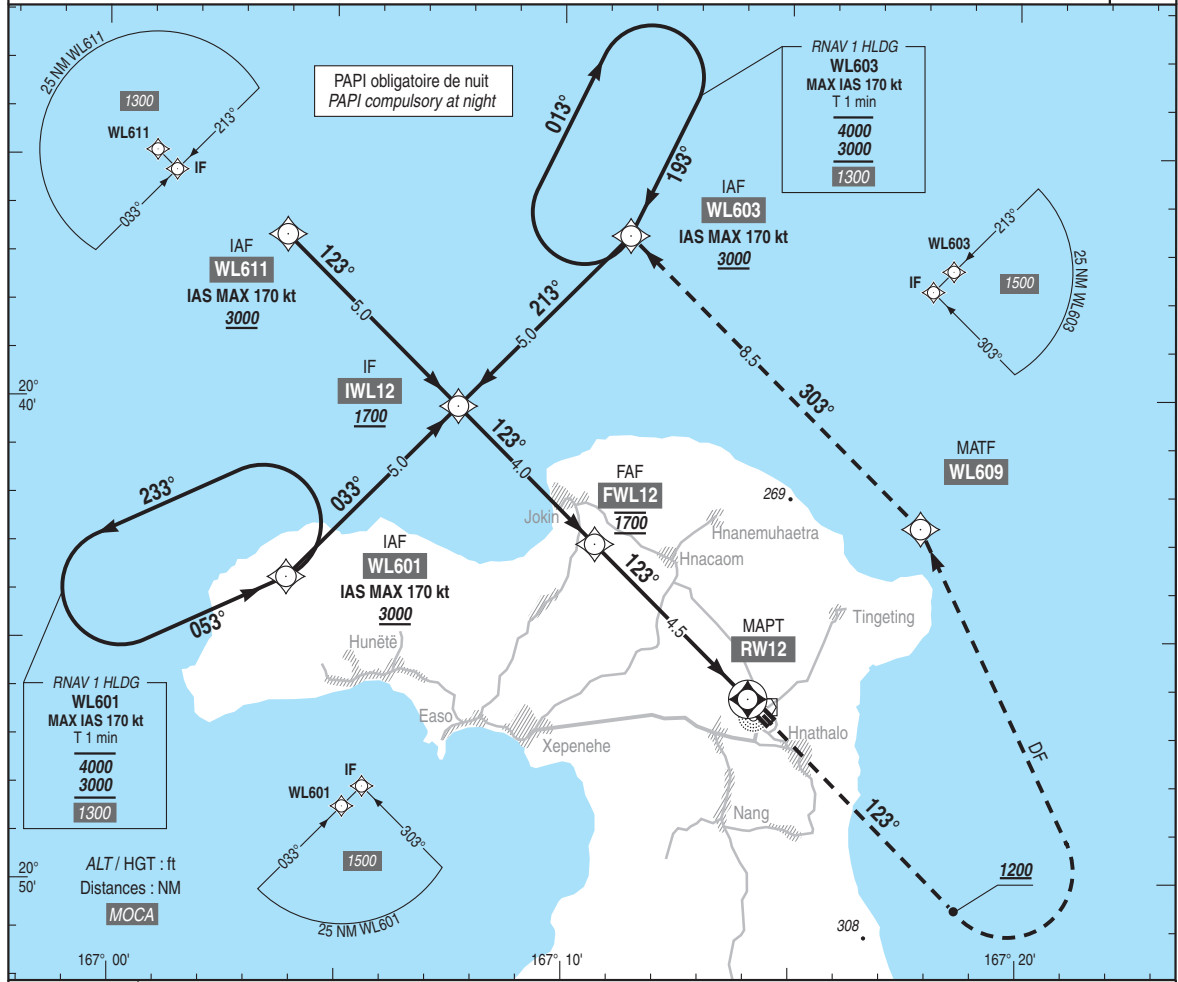 25 NM WL611
1300
WL611
213°
IF
033°
PAPI obligatoire de nuit
PAPI compulsory at night
013°
193°
RNAV 1 HLDG
WL603
MAX IAS 170 kt
T 1 min
4000
3000
1300
IAF
WL603
IAS MAX 170 kt
3000
213°
WL603
IF
1500
25 NM WL603
303°
IAF
WL611
IAS MAX 170 kt
3000
123°
5.0
213°
5.0
8.5
303°
IF
IWL12
1700
20°
40'
123°
4.0
MATF
WL609
233°
033°
5.0
053°
FAF
FWL12
1700
269
Jokin
Hnanemuhaetra
Hnacaom
IAF
WL601
IAS MAX 170 kt
3000
123°
4.5
Tingeting
MAPT
RW12
Hunëtë
Easo
Xepenehe
Hnathalo
Nang
DF
RNAV 1 HLDG
WL601
MAX IAS 170 kt
T 1 min
4000
3000
1300
IF
WL601
033°
303°
1500
25 NM WL601
123°
1200
308
ALT / HGT : ft
Distances : NM
MOCA
20°
50'
167° 00'
167° 10'
167° 20'